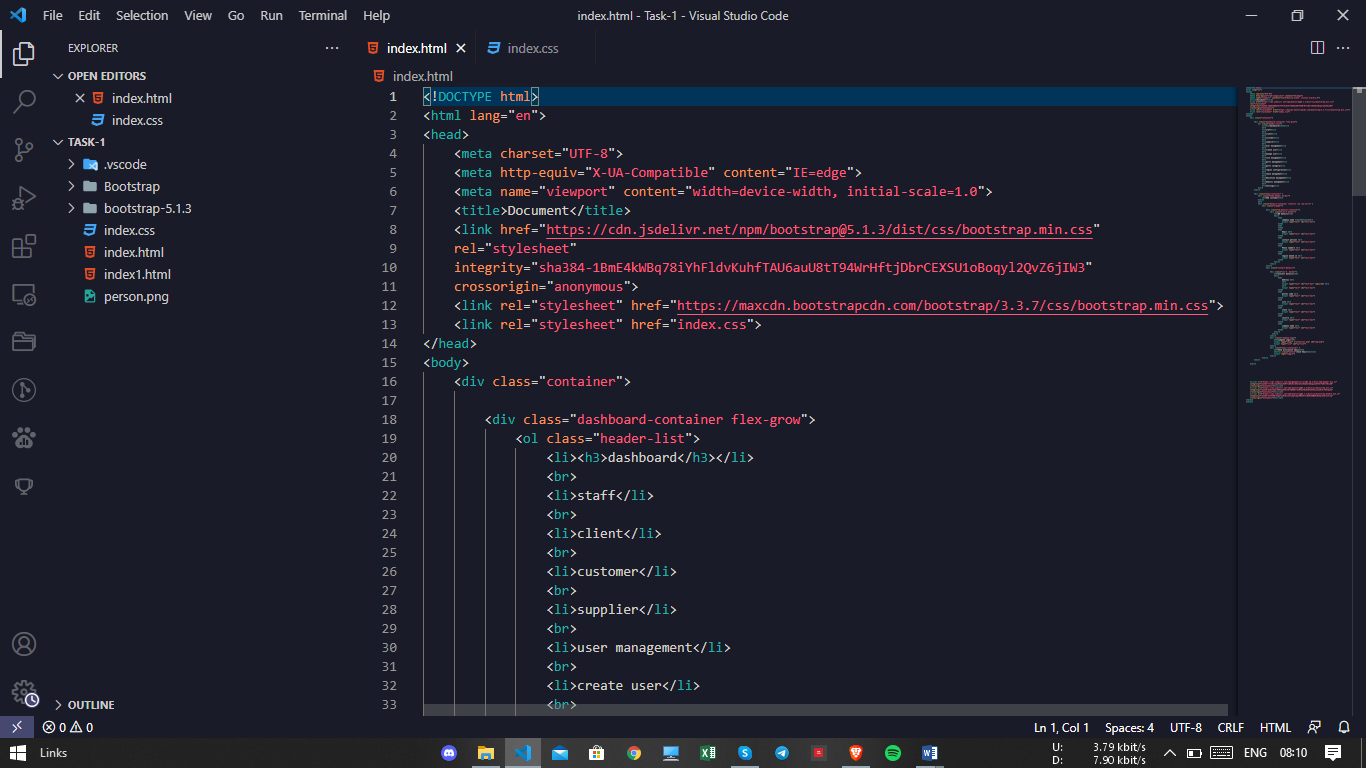 File Edit Selection View Go Run Terminal Help index.html - Task-1 - Visual Studio Code
EXPLORER
OPEN EDITORS
index.html
index.css
TASK-1
.vscode
Bootstrap
bootstrap-5.1.3
index.css
index.html
index1.html
person.png
OUTLINE
index.html index.css
index.html
1 <!DOCTYPE html>
2 <html lang="en">
3 <head>
4 <meta charset="UTF-8">
5 <meta http-equiv="X-UA-Compatible" content="IE=edge">
6 <meta name="viewport" content="width=device-width, initial-scale=1.0">
7 <title>Document</title>
8 <link href="https://cdn.jsdelivr.net/npm/bootstrap@5.1.3/dist/css/bootstrap.min.css"
9 rel="stylesheet"
10 integrity="sha384-1BmE4kWBq78iYhFldvKuhfTAU6auU8tT94WrHftjDbrCEXSU1oBoqyl2QvZ6jIW3"
11 crossorigin="anonymous">
12 <link rel="stylesheet" href="https://maxcdn.bootstrapcdn.com/bootstrap/3.3.7/css/bootstrap.min.css">
13 <link rel="stylesheet" href="index.css">
14 </head>
15 <body>
16 <div class="container">
17
18 <div class="dashboard-container flex-grow">
19 <ol class="header-list">
20 <li><h3>dashboard</h3></li>
21 <br>
22 <li>staff</li>
23 <br>
24 <li>client</li>
25 <br>
26 <li>customer</li>
27 <br>
28 <li>supplier</li>
29 <br>
30 <li>user management</li>
31 <br>
32 <li>create user</li>
33 <br>
0 0 Ln 1, Col 1 Spaces: 4 UTF-8 CRLF HTML
Links
U: 3.79 kbit/s
D: 7.90 kbit/s
ENG 08:10